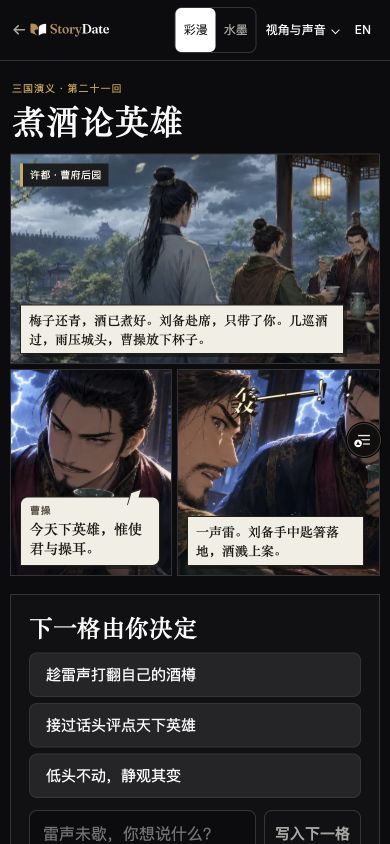 StoryDate
彩漫
水墨
视角与声音
EN
三国演义 · 第二十一回
煮酒论英雄
许都 · 曹府后园
梅子还青，酒已煮好。刘备赴席，只带了你。几巡酒
过，雨压城头，曹操放下杯子。
曹操
今天下英雄，惟使
君与操耳。
轰——！
一声雷。刘备手中匙箸落
地，酒溅上案。
下一格由你决定
趁雷声打翻自己的酒樽
接过话头评点天下英雄
低头不动，静观其变
雷声未歇，你想说什么？
写入下一格